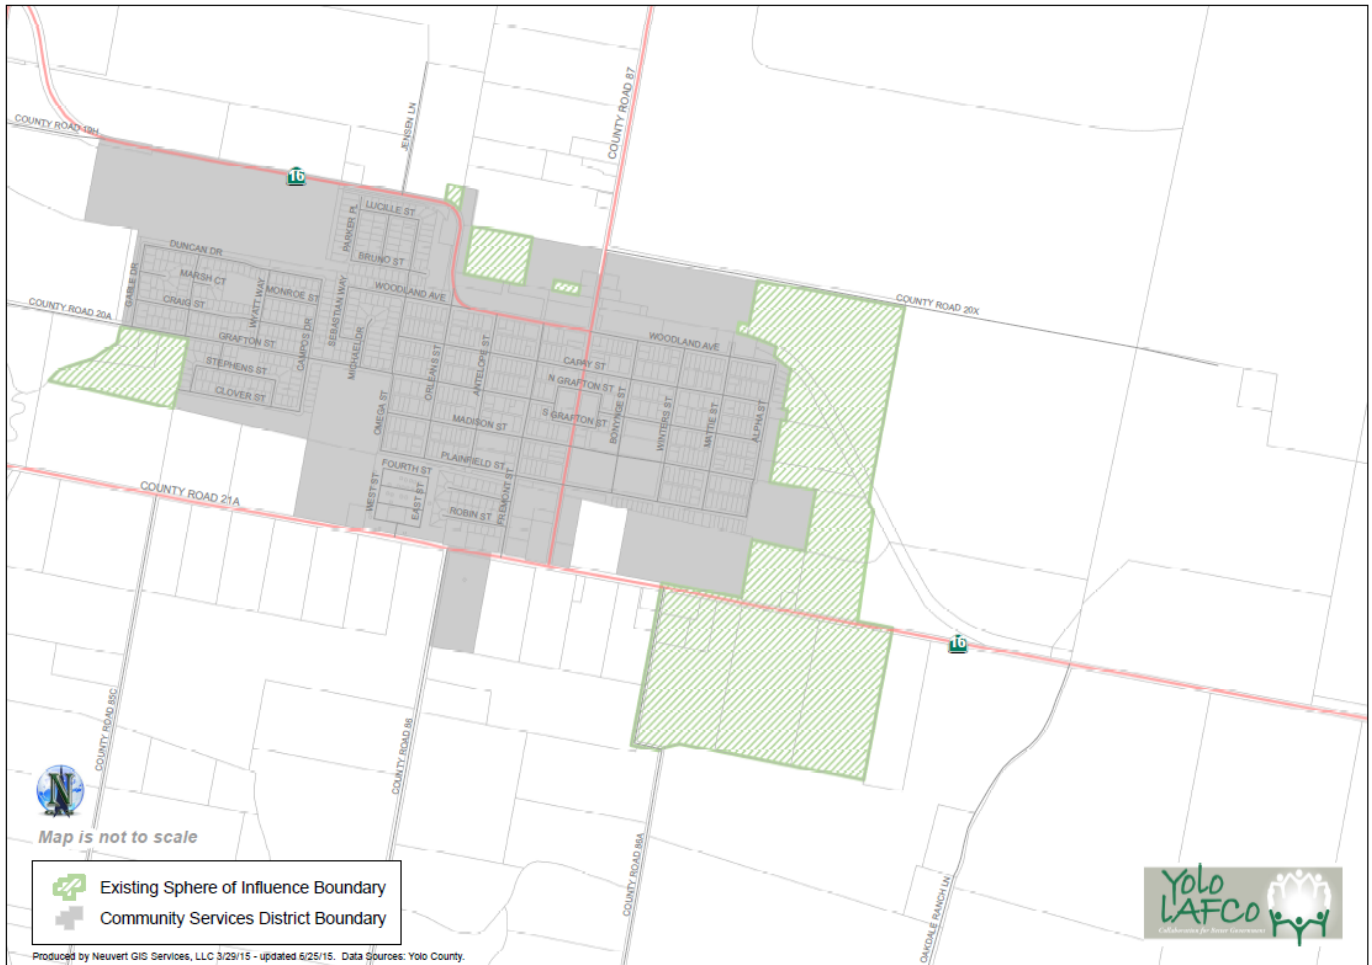 COUNTY ROAD 87
JENSEN LN
COUNTY ROAD 19H
16
LUCILLE ST
PARKER PL
BRUNO ST
DUNCAN DR
MARSH CT
GABLE DR
WYATT WAY
MONROE ST
SEBASTIAN WAY
WOODLAND AVE
COUNTY ROAD 20X
COUNTY ROAD 20A
CRAIG ST
GRAFTON ST
CAMPOS DR
MICHAEL DR
WOODLAND AVE
STEPHENS ST
CLOVER ST
ORLEANS ST
ANTELOPE ST
CAPAY ST
N GRAFTON ST
S GRAFTON ST
OMEGA ST
MADISON ST
BONYNGE ST
WINTERS ST
MATTIE ST
ALPHA ST
PLAINFIELD ST
FOURTH ST
WEST ST
EAST ST
ROBIN ST
FREMONT ST
COUNTY ROAD 21A
16
COUNTY ROAD 85C
COUNTY ROAD 86
COUNTY ROAD 86A
OAKDALE RANCH LN
N
Map is not to scale
Existing Sphere of Influence Boundary
Community Services District Boundary
Yolo
LAFCo
Collaboration for Better Government
Produced by Neuvert GIS Services, LLC 3/29/15 - updated 6/25/15. Data Sources: Yolo County.